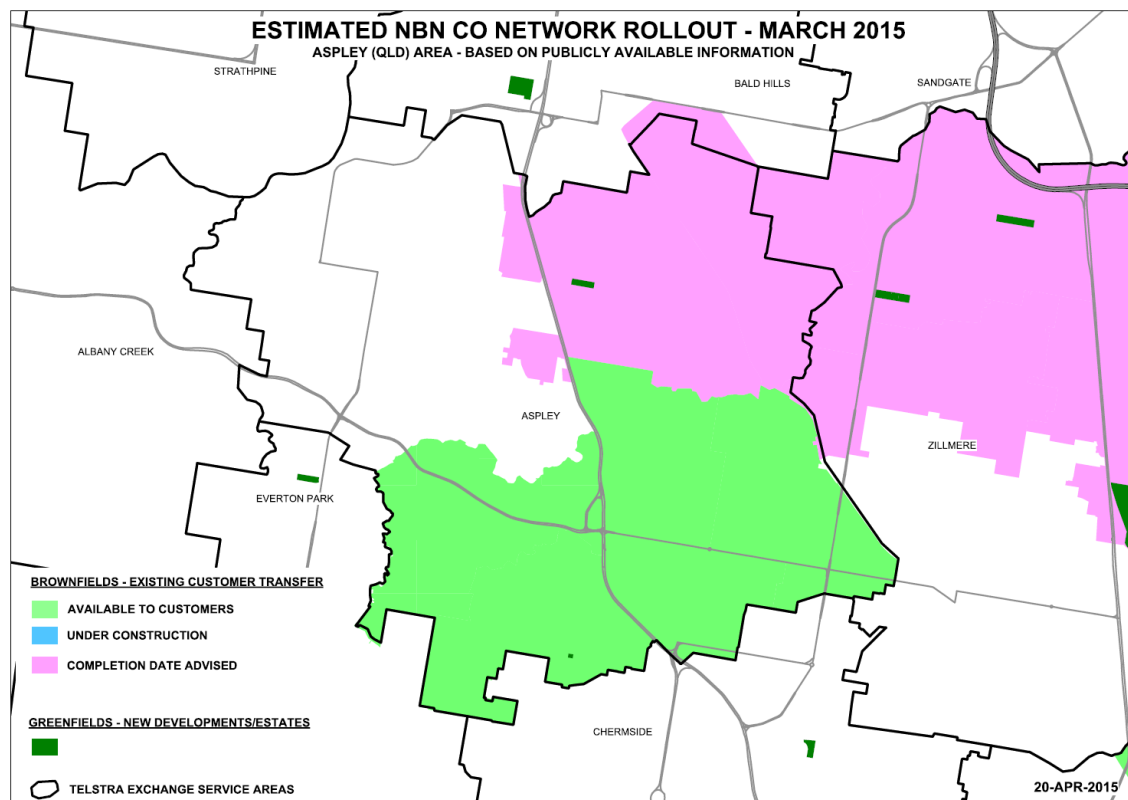 ESTIMATED NBN CO NETWORK ROLLOUT - MARCH 2015
ASPLEY (QLD) AREA - BASED ON PUBLICLY AVAILABLE INFORMATION
STRATHPINE
BALD HILLS
SANDGATE
ALBANY CREEK
ASPLEY
ZILLMERE
EVERTON PARK
BROWNFIELDS - EXISTING CUSTOMER TRANSFER
AVAILABLE TO CUSTOMERS
UNDER CONSTRUCTION
COMPLETION DATE ADVISED
GREENFIELDS - NEW DEVELOPMENTS/ESTATES
CHERMSIDE
TELSTRA EXCHANGE SERVICE AREAS
20-APR-2015